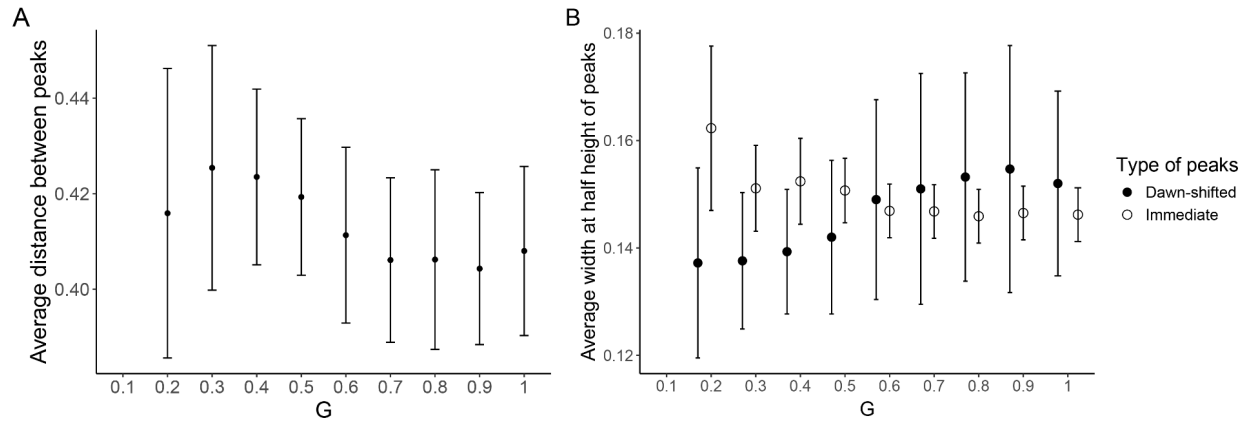 A
Average distance between peaks
0.44
0.42
0.40
0.1 0.2 0.3 0.4 0.5 0.6 0.7 0.8 0.9 1
G
B
Average width at half height of peaks
0.18
0.16
0.14
0.12
0.1 0.2 0.3 0.4 0.5 0.6 0.7 0.8 0.9 1
G
Type of peaks
Dawn-shifted
Immediate